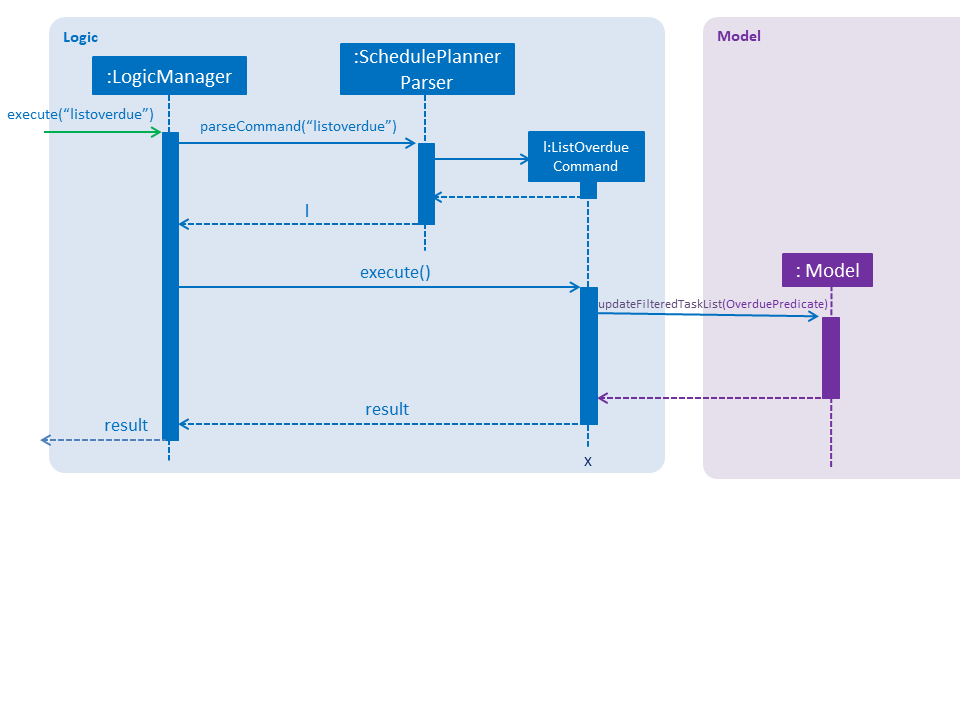 Logic
Model
:SchedulePlanner
Parser
:LogicManager
execute(“listoverdue”)
parseCommand(“listoverdue”)
l:ListOverdue
Command
l
: Model
execute()
updateFilteredTaskList(OverduePredicate)
result
result
x